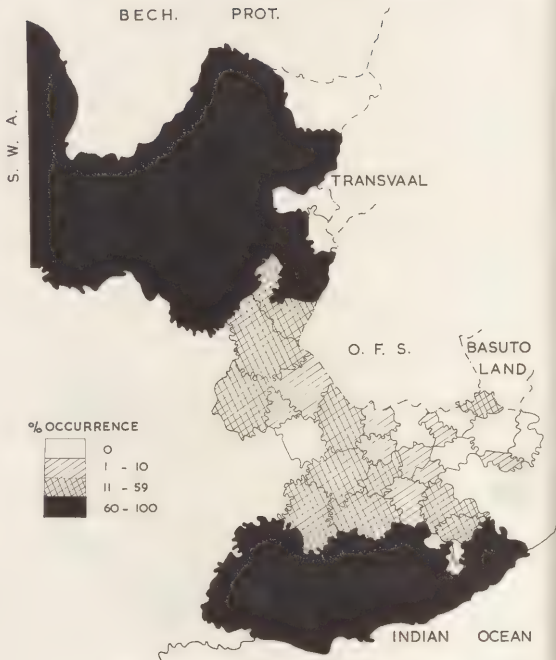 BECH. PROT.
S. W. A.
TRANSVAAL
O. F. S.
BASUTO
LAND
% OCCURRENCE
0
1 - 10
11 - 59
60 - 100
INDIAN OCEAN